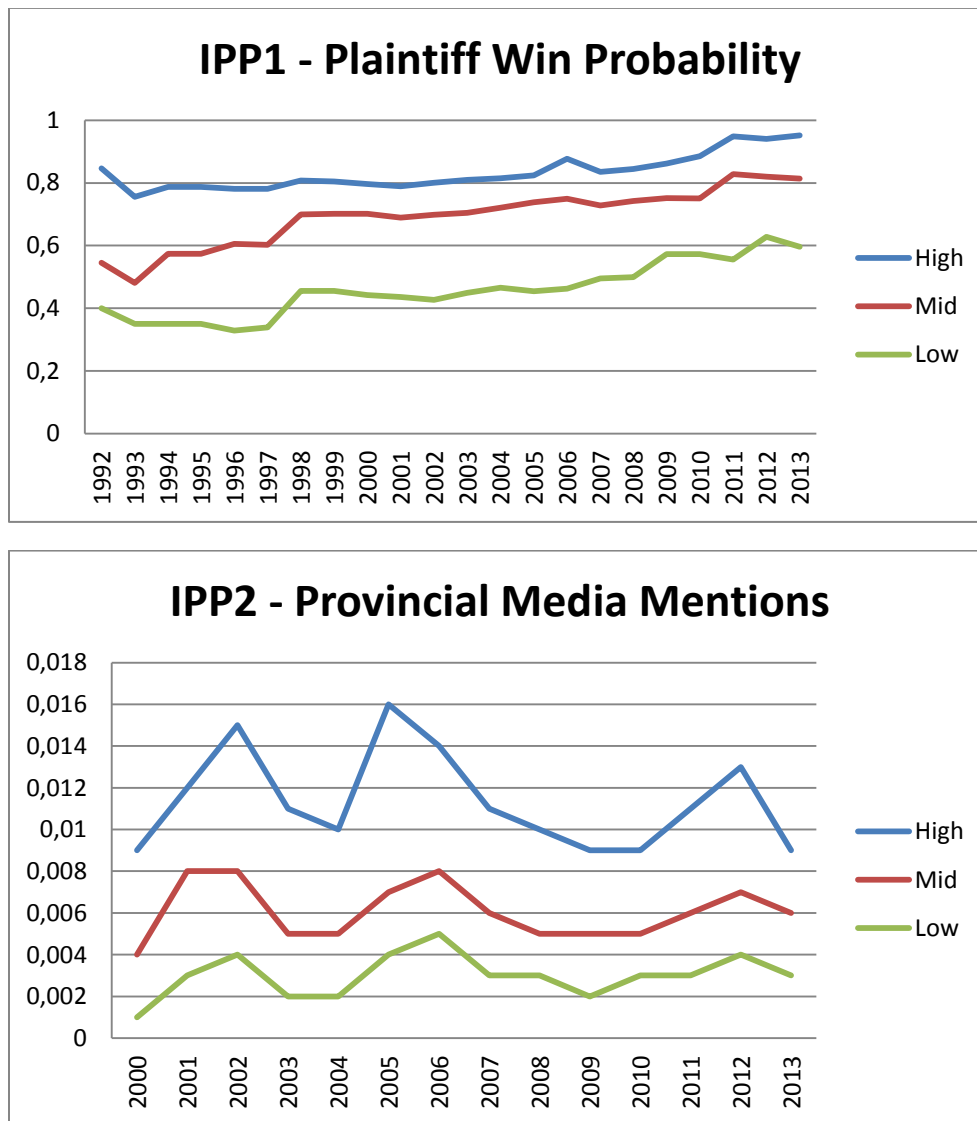 IPP1 - Plaintiff Win Probability
1
0,8
0,6
0,4
0,2
0
High
Mid
Low
1992 1993 1994 1995 1996 1997 1998 1999 2000 2001 2002 2003 2004 2005 2006 2007 2008 2009 2010 2011 2012 2013
IPP2 - Provincial Media Mentions
0,018
0,016
0,014
0,012
0,01
0,008
0,006
0,004
0,002
0
High
Mid
Low
2000 2001 2002 2003 2004 2005 2006 2007 2008 2009 2010 2011 2012 2013